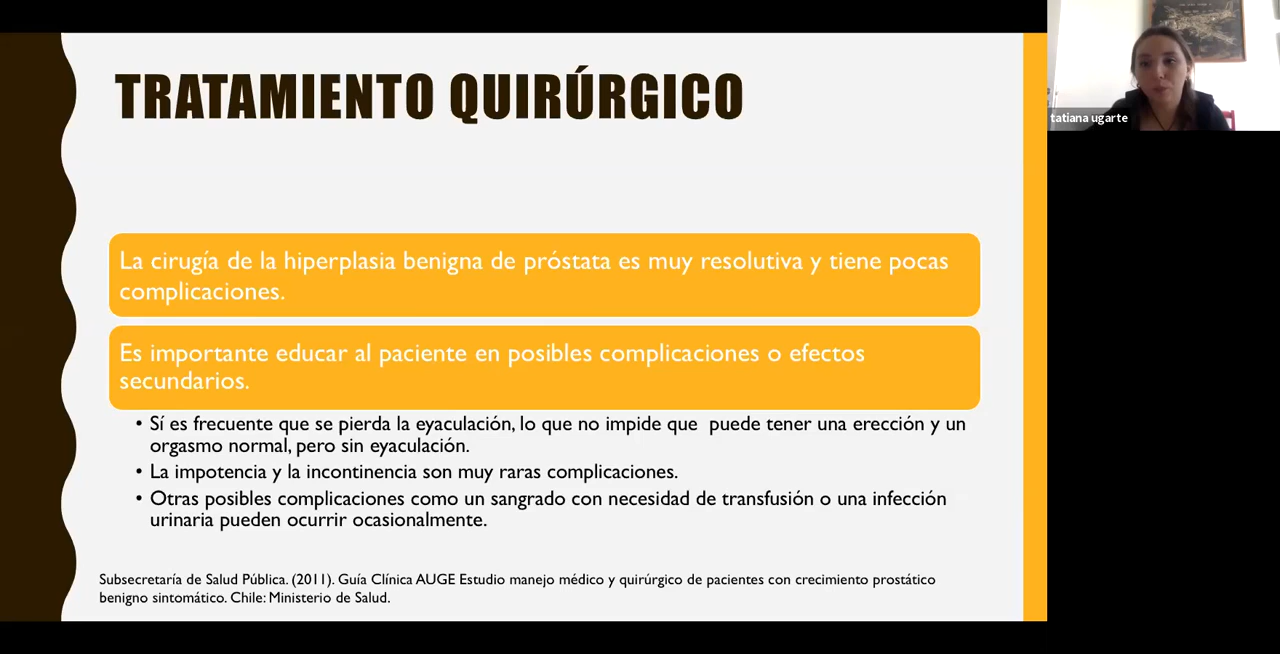 TRATAMIENTO QUIRÚRGICO
tatiana ugarte
La cirugía de la hiperplasia benigna de próstata es muy resolutiva y tiene pocas
complicaciones.
Es importante educar al paciente en posibles complicaciones o efectos
secundarios.
• Sí es frecuente que se pierda la eyaculación, lo que no impide que  puede tener una erección y un
orgasmo normal, pero sin eyaculación.
• La impotencia y la incontinencia son muy raras complicaciones.
• Otras posibles complicaciones como un sangrado con necesidad de transfusión o una infección
urinaria pueden ocurrir ocasionalmente.
Subsecretaría de Salud Pública. (2011). Guía Clínica AUGE Estudio manejo médico y quirúrgico de pacientes con crecimiento prostático
benigno sintomático. Chile: Ministerio de Salud.